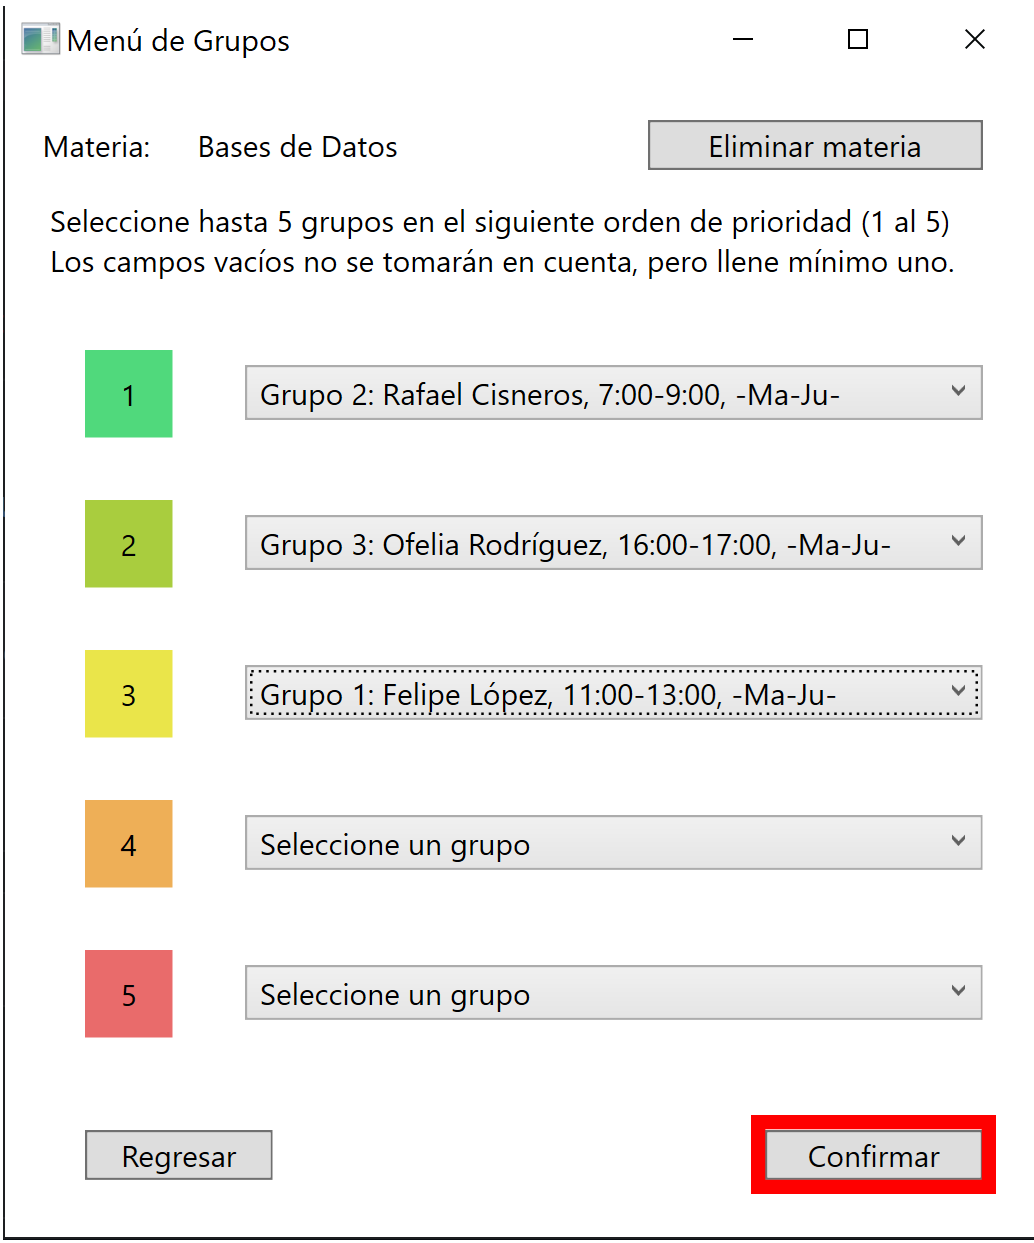 Menú de Grupos
Materia: Bases de Datos
Eliminar materia
Seleccione hasta 5 grupos en el siguiente orden de prioridad (1 al 5)
Los campos vacíos no se tomarán en cuenta, pero llene mínimo uno.
1 Grupo 2: Rafael Cisneros, 7:00-9:00, -Ma-Ju-
2 Grupo 3: Ofelia Rodríguez, 16:00-17:00, -Ma-Ju-
3 Grupo 1: Felipe López, 11:00-13:00, -Ma-Ju-
4 Seleccione un grupo
5 Seleccione un grupo
Regresar
Confirmar